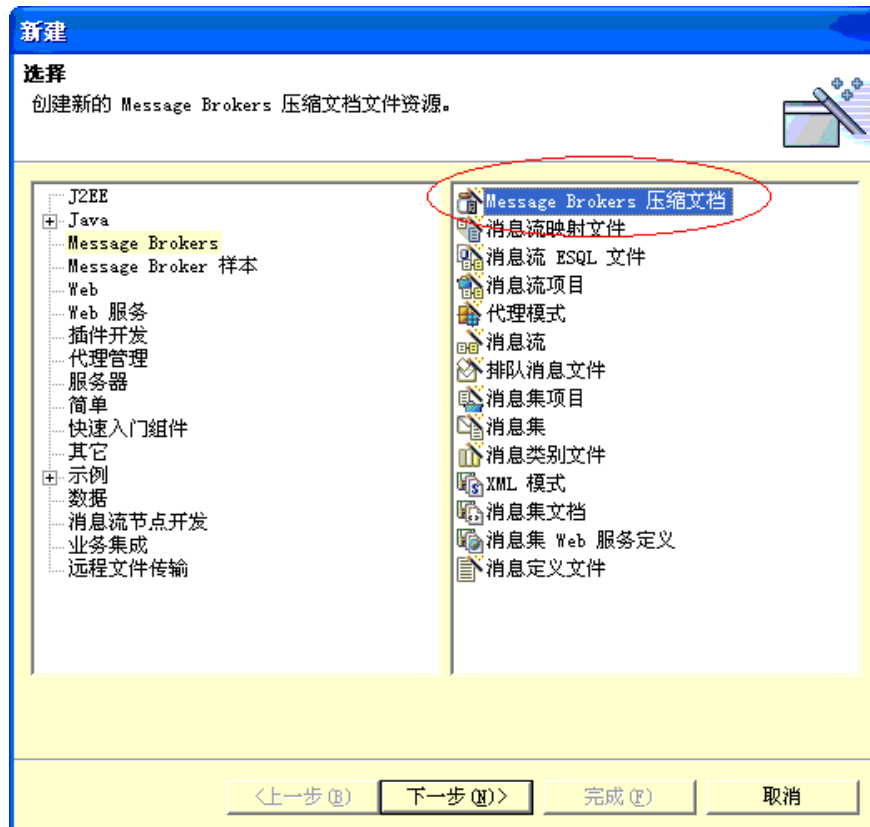 新建
选择
创建新的 Message Brokers 压缩文档文件资源。
J2EE
Java
Message Brokers
Message Broker 样本
Web
Web 服务
插件开发
代理管理
服务器
简单
快速入门组件
其它
示例
数据
消息流节点开发
业务集成
远程文件传输
Message Brokers 压缩文档
消息流映射文件
消息流 ESQL 文件
消息流项目
代理模式
消息流
排队消息文件
消息集项目
消息集
消息类别文件
XML 模式
消息集文档
消息集 Web 服务定义
消息定义文件
<上一步(B) 下一步(N)> 完成(F) 取消